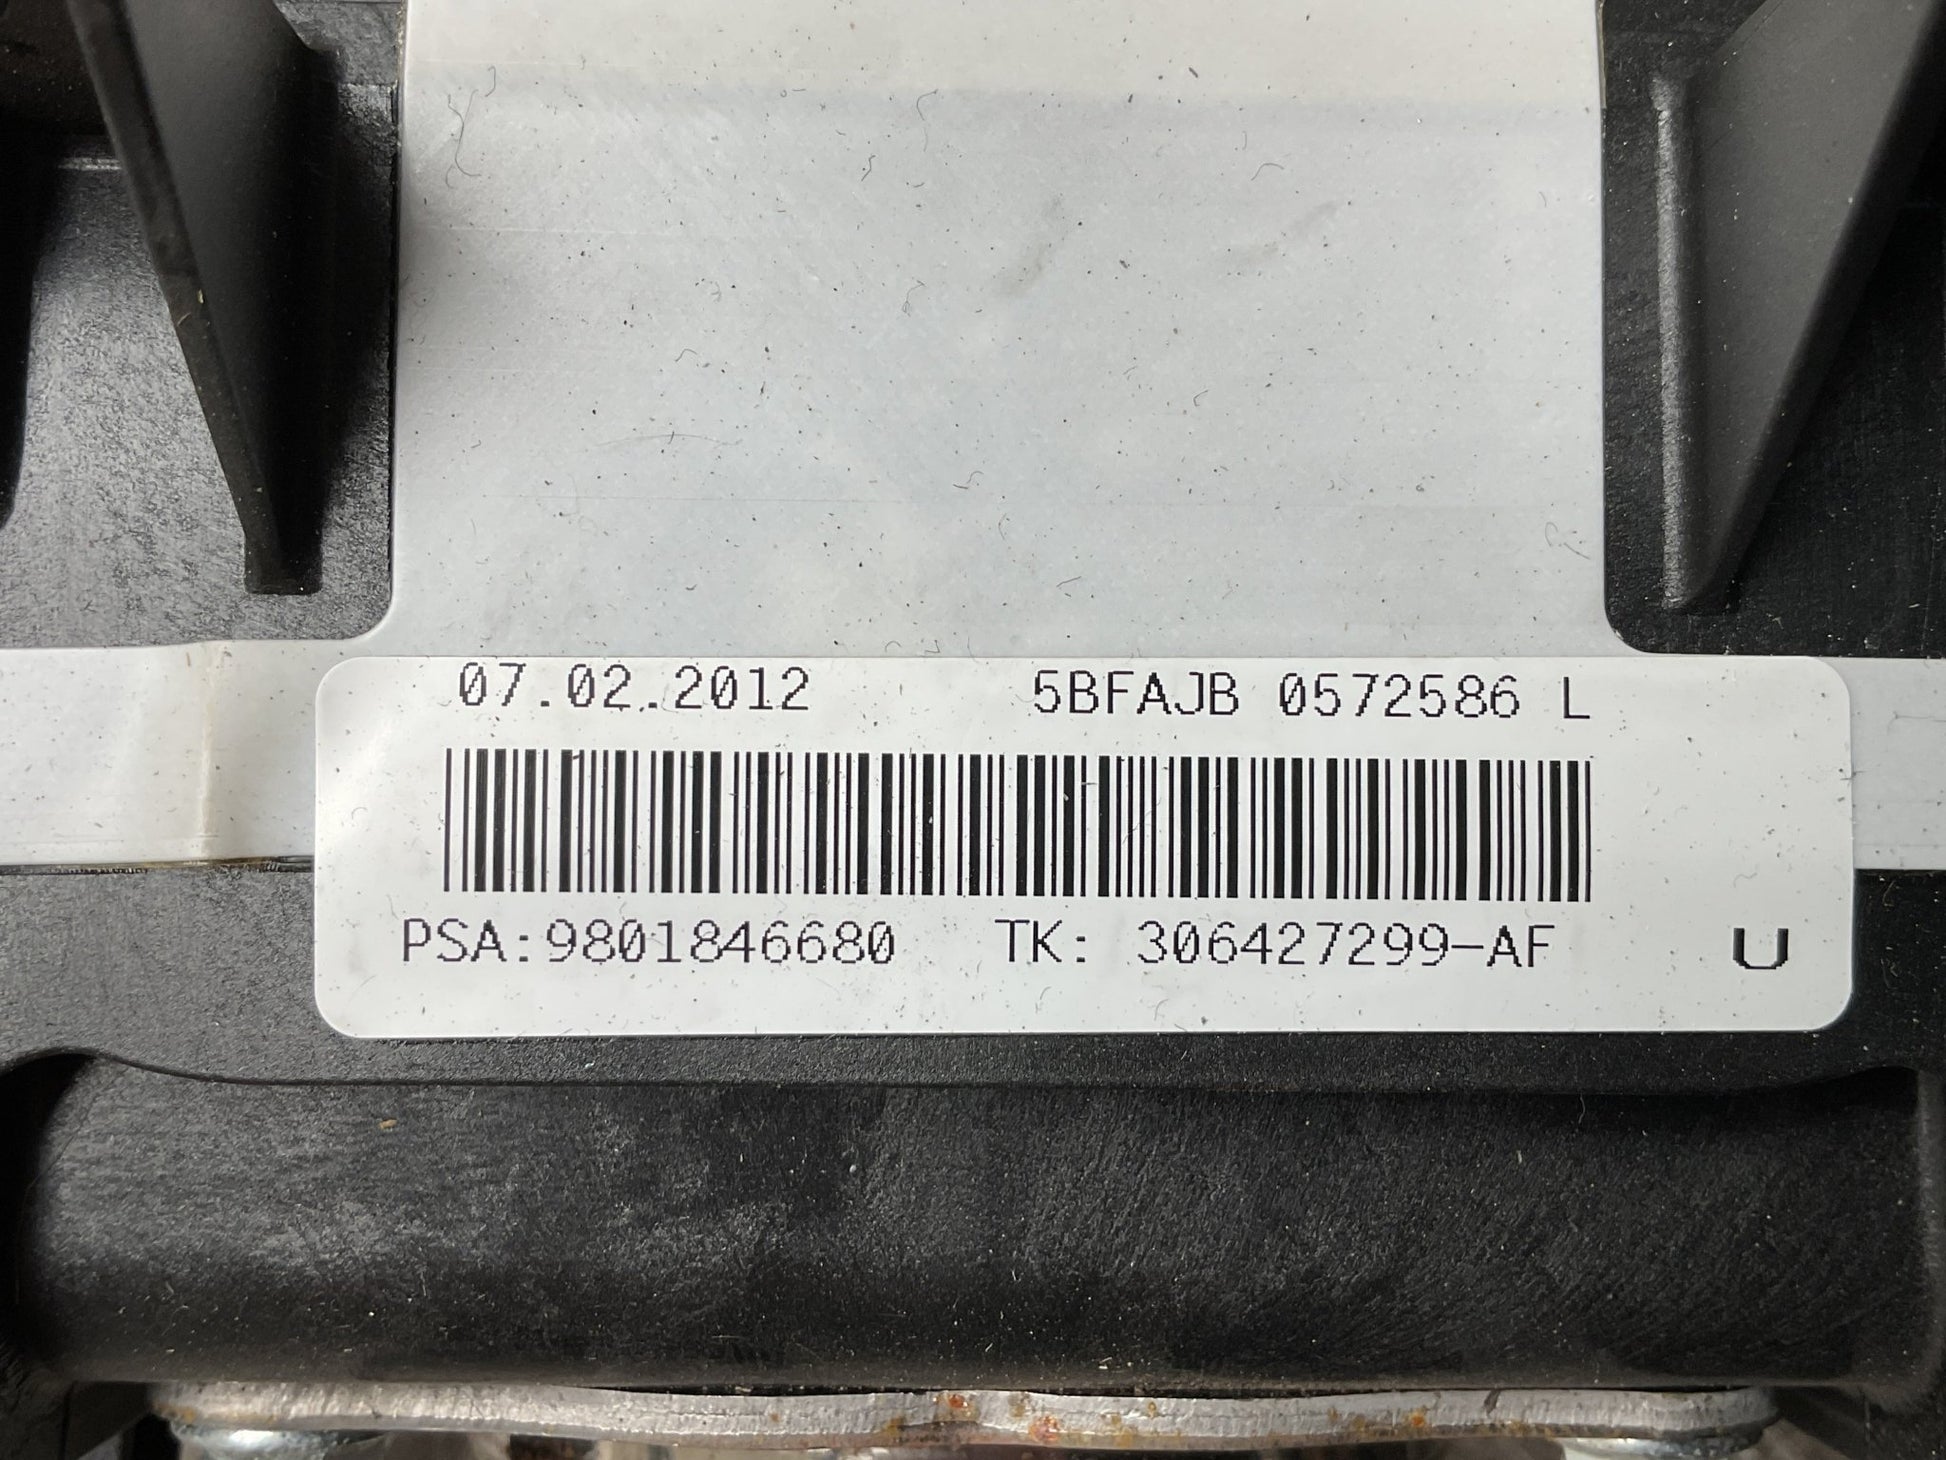 07.02.2012 5BFAJB 0572586 L
PSA:9801846680 TK: 306427299-AF U